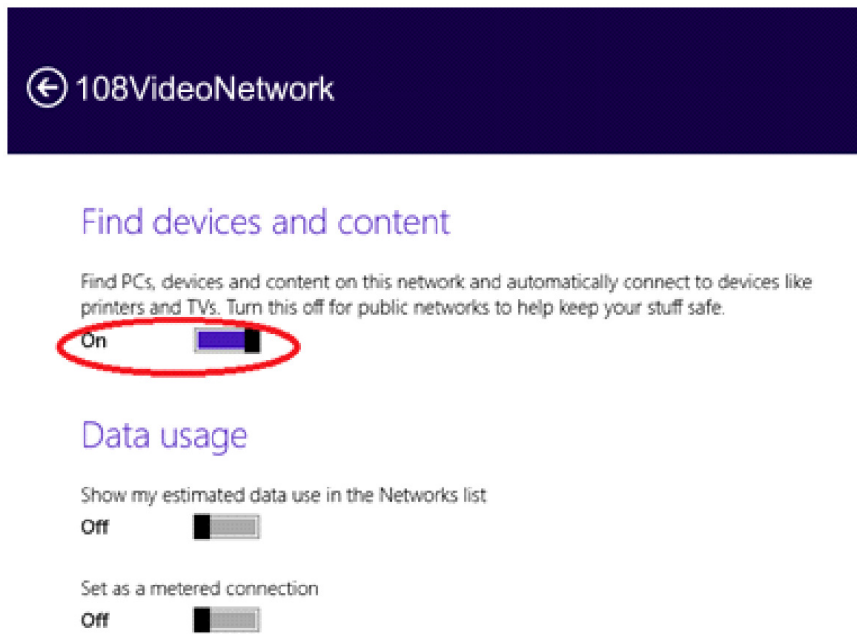 108VideoNetwork
Find devices and content
Find PCs, devices and content on this network and automatically connect to devices like
printers and TVs. Turn this off for public networks to help keep your stuff safe.
On
Data usage
Show my estimated data use in the Networks list
Off
Set as a metered connection
Off